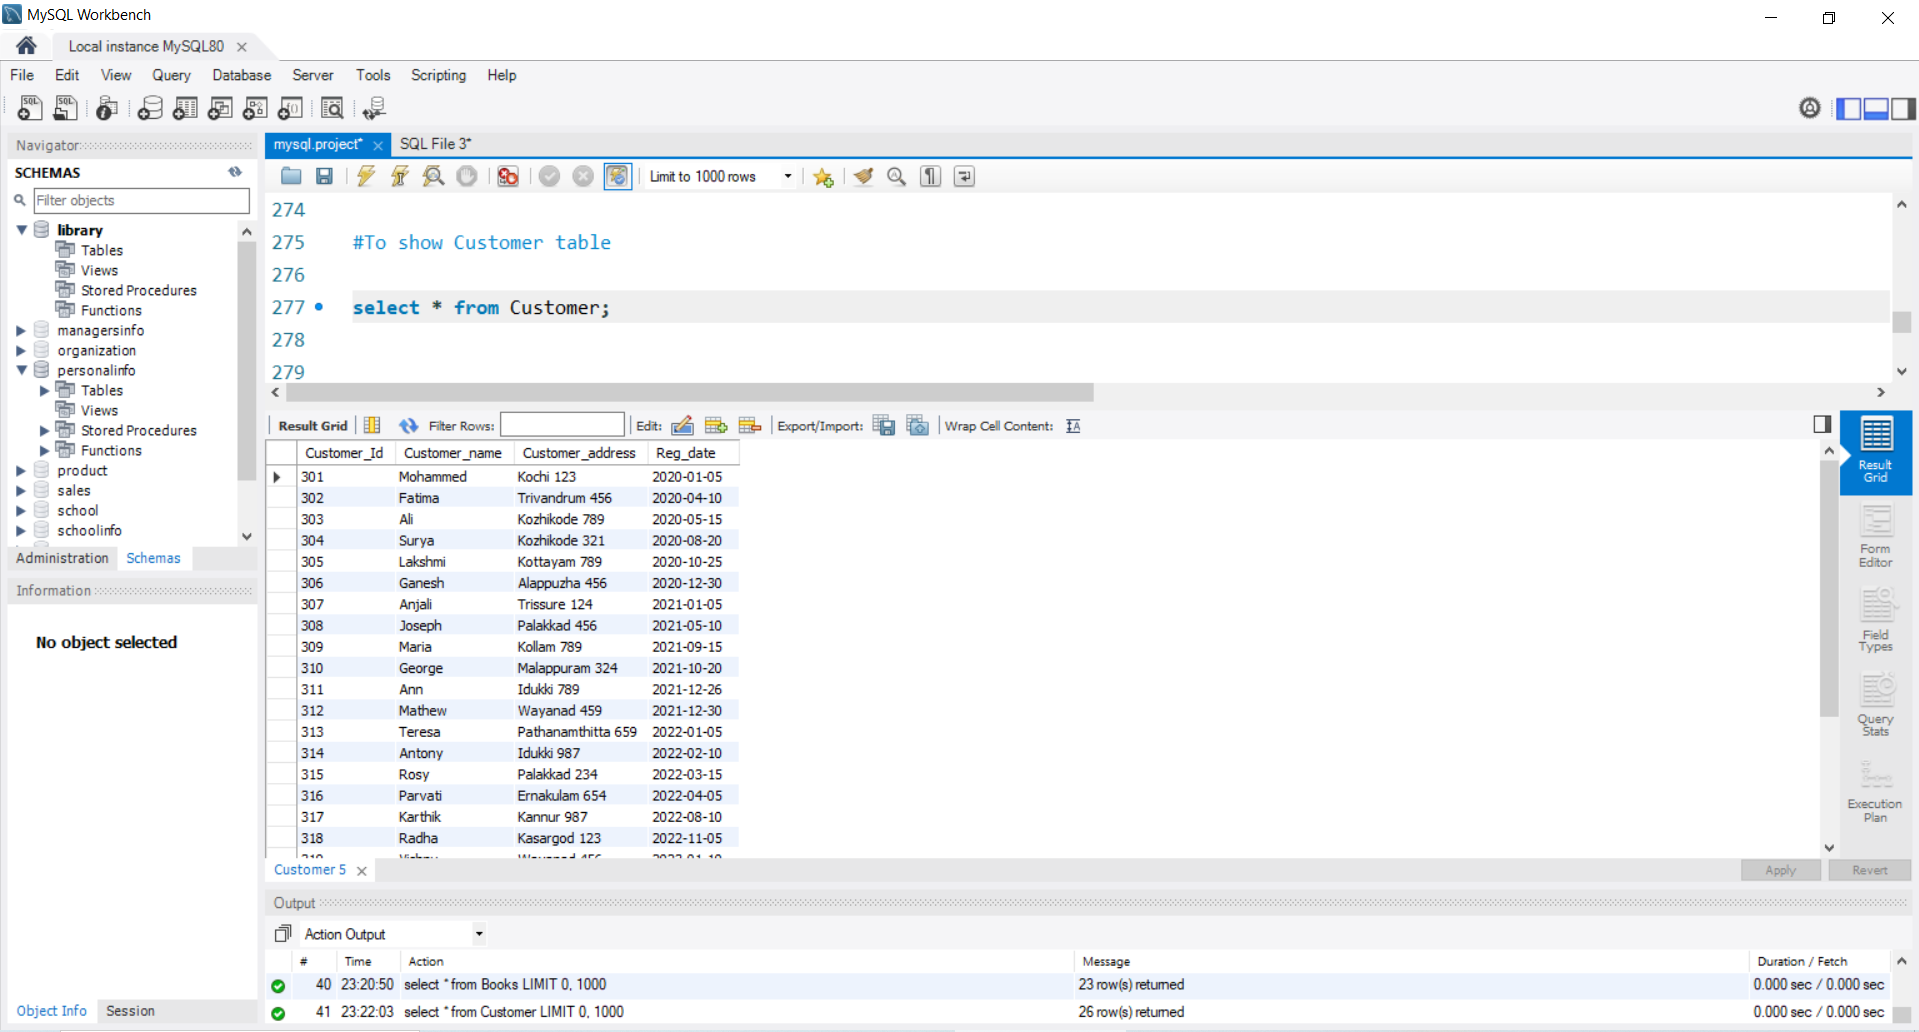 MySQL Workbench
Local instance MySQL80
File Edit View Query Database Server Tools Scripting Help
Navigator
SCHEMAS
Filter objects
library
Tables
Views
Stored Procedures
Functions
managersinfo
organization
personalinfo
Tables
Views
Stored Procedures
Functions
product
sales
school
schoolinfo
Administration Schemas
Information
No object selected
Object Info Session
mysql.project* SQL File 3*
Limit to 1000 rows
274
275 #To show Customer table
276
277 select * from Customer;
278
279
Result Grid Filter Rows: Edit: Export/Import: Wrap Cell Content:
Customer_Id Customer_name Customer_address Reg_date
301 Mohammed Kochi 123 2020-01-05
302 Fatima Trivandrum 456 2020-04-10
303 Ali Kozhikode 789 2020-05-15
304 Surya Kozhikode 321 2020-08-20
305 Lakshmi Kottayam 789 2020-10-25
306 Ganesh Alappuzha 456 2020-12-30
307 Anjali Trissure 124 2021-01-05
308 Joseph Palakkad 456 2021-05-10
309 Maria Kollam 789 2021-09-15
310 George Malappuram 324 2021-10-20
311 Ann Idukki 789 2021-12-26
312 Mathew Wayanad 459 2021-12-30
313 Teresa Pathanamthitta 659 2022-01-05
314 Antony Idukki 987 2022-02-10
315 Rosy Palakkad 234 2022-03-15
316 Parvati Ernakulam 654 2022-04-05
317 Karthik Kannur 987 2022-08-10
318 Radha Kasargod 123 2022-11-05
Result
Grid
Form
Editor
Field
Types
Query
Stats
Execution
Plan
Customer 5
Apply Revert
Output
Action Output
# Time Action Message Duration / Fetch
40 23:20:50 select * from Books LIMIT 0, 1000 23 row(s) returned 0.000 sec / 0.000 sec
41 23:22:03 select * from Customer LIMIT 0, 1000 26 row(s) returned 0.000 sec / 0.000 sec